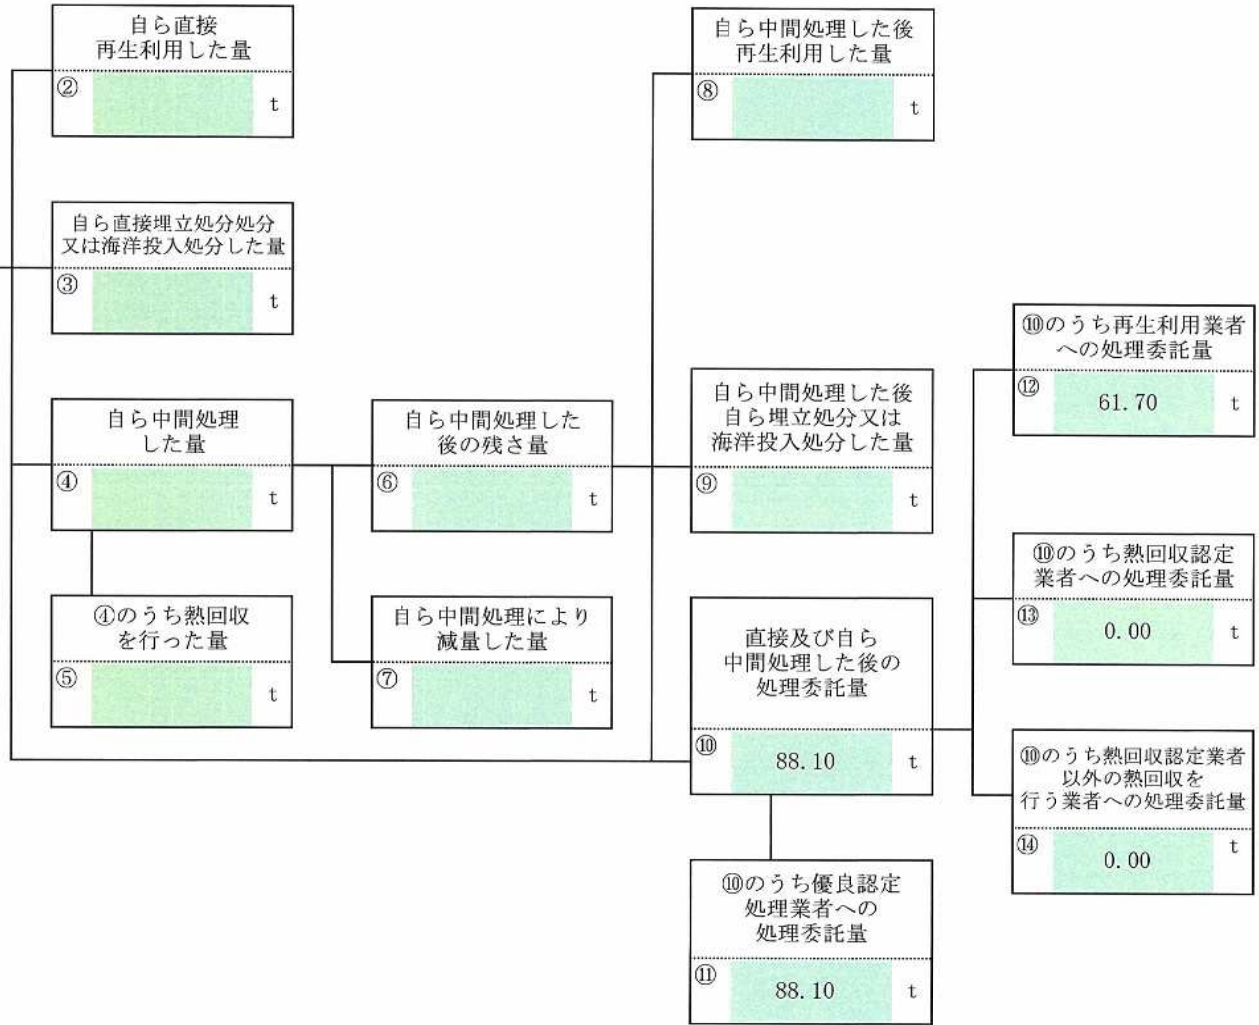 自ら直接
再生利用した量
② t
自ら直接埋立処分処分
又は海洋投入処分した量
③ t
自ら中間処理
した量
④ t
④のうち熱回収
を行った量
⑤ t
自ら中間処理した
後の残さ量
⑥ t
自ら中間処理により
減量した量
⑦ t
自ら中間処理した後
再生利用した量
⑧ t
自ら中間処理した後
自ら埋立処分又は
海洋投入処分した量
⑨ t
直接及び自ら
中間処理した後の
処理委託量
⑩ 88.10 t
⑩のうち優良認定
処理業者への
処理委託量
⑪ 88.10 t
⑩のうち再生利用業者
への処理委託量
⑫ 61.70 t
⑩のうち熱回収認定
業者への処理委託量
⑬ 0.00 t
⑩のうち熱回収認定業者
以外の熱回収を
行う業者への処理委託量
⑭ 0.00 t